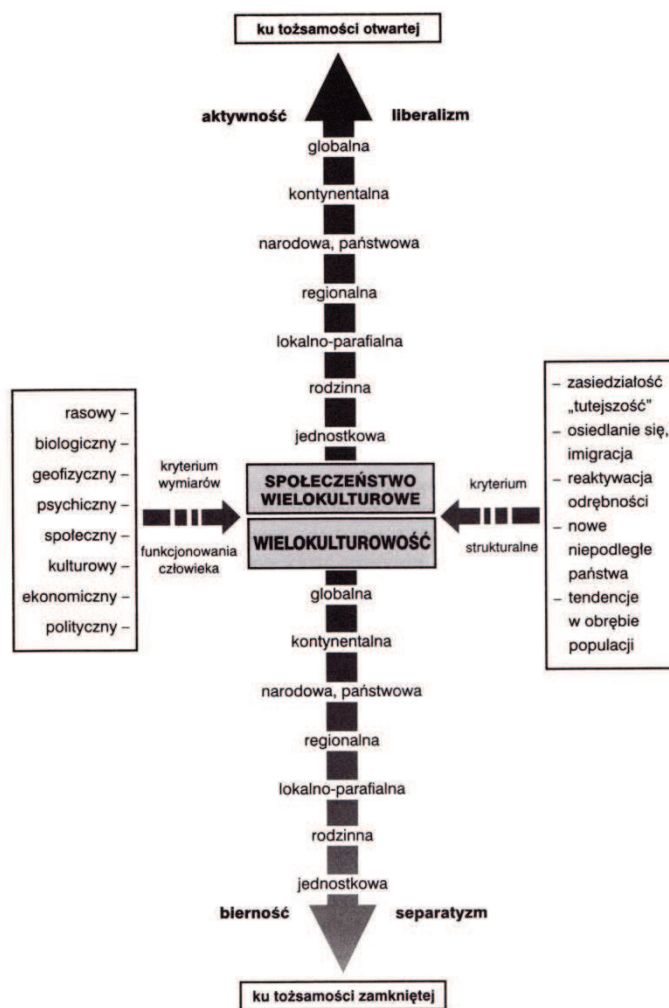 ku tożsamości otwartej
aktywność liberalizm
globalna
kontynentalna
narodowa, państwowa
regionalna
lokalno-parafialna
rodzinna
jednostkowa
rasowy –
biologiczny –
geofizyczny –
psychiczny –
społeczny –
kulturowy –
ekonomiczny –
polityczny –
kryterium
wymiarów
funkcjonowania
człowieka
SPOŁECZEŃSTWO
WIELOKULTUROWE
WIELOKULTUROWOŚĆ
kryterium
strukturalne
– zasiedziałość
„tutejszość”
– osiedlanie się,
imigracja
– reaktywacja
odrębności
– nowe
niepodległe
państwa
– tendencje
w obrębie
populacji
globalna
kontynentalna
narodowa, państwowa
regionalna
lokalno-parafialna
rodzinna
jednostkowa
bierność separatyzm
ku tożsamości zamkniętej